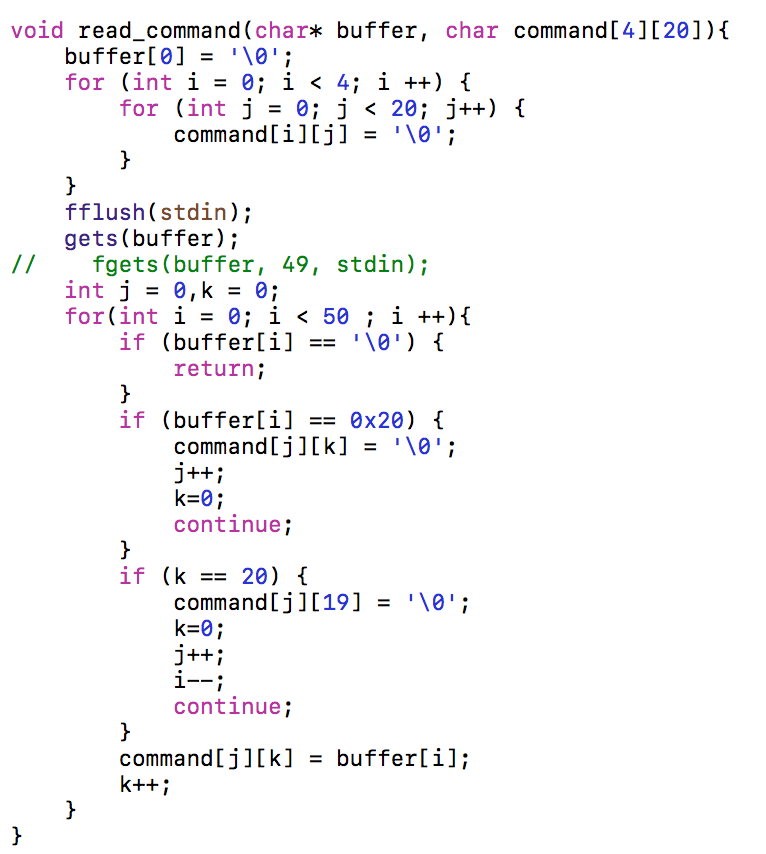 void read_command(char* buffer, char command[4][20]){
    buffer[0] = '\0';
    for (int i = 0; i < 4; i ++) {
        for (int j = 0; j < 20; j++) {
            command[i][j] = '\0';
        }
    }
    fflush(stdin);
    gets(buffer);
//    fgets(buffer, 49, stdin);
    int j = 0,k = 0;
    for(int i = 0; i < 50 ; i ++){
        if (buffer[i] == '\0') {
            return;
        }
        if (buffer[i] == 0x20) {
            command[j][k] = '\0';
            j++;
            k=0;
            continue;
        }
        if (k == 20) {
            command[j][19] = '\0';
            k=0;
            j++;
            i--;
            continue;
        }
        command[j][k] = buffer[i];
        k++;
    }
}